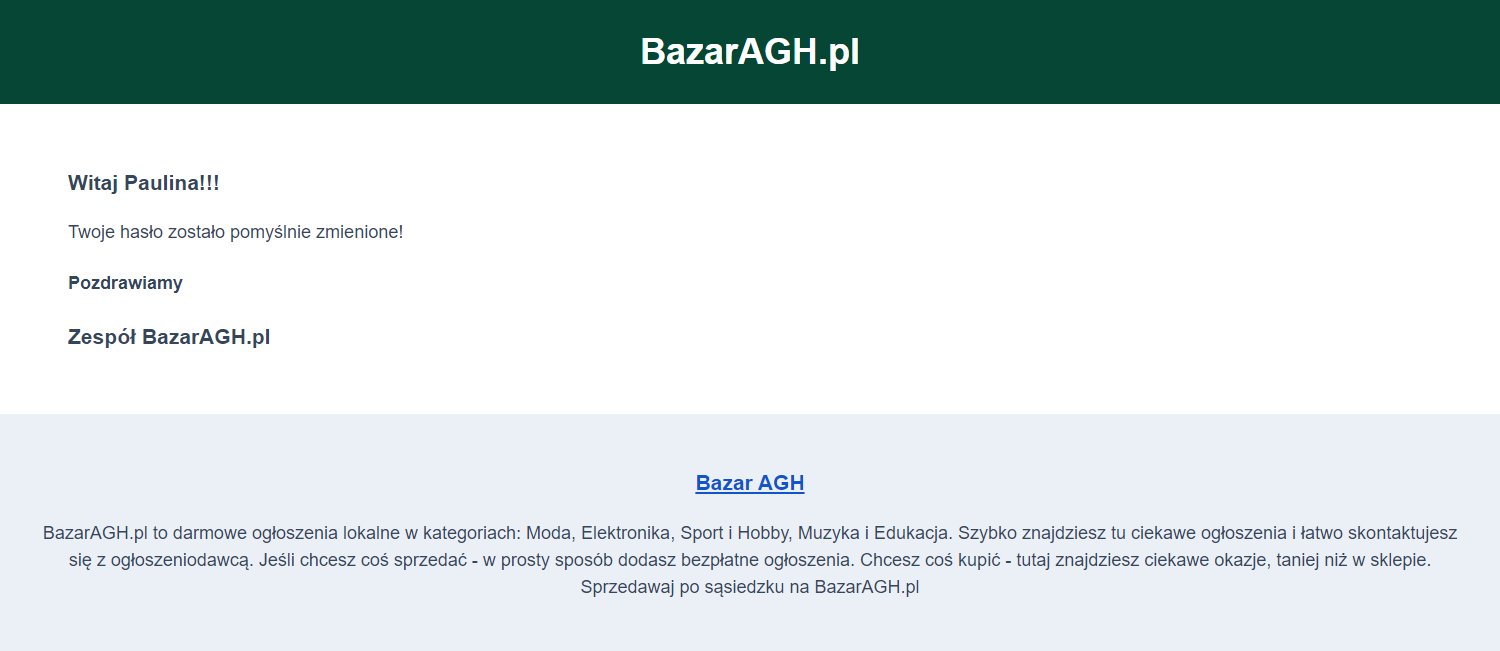 BazarAGH.pl
Witaj Paulina!!!
Twoje hasło zostało pomyślnie zmienione!
Pozdrawiamy
Zespół BazarAGH.pl
Bazar AGH
BazarAGH.pl to darmowe ogłoszenia lokalne w kategoriach: Moda, Elektronika, Sport i Hobby, Muzyka i Edukacja. Szybko znajdziesz tu ciekawe ogłoszenia i łatwo skontaktujesz
się z ogłoszeniodawcą. Jeśli chcesz coś sprzedać - w prosty sposób dodasz bezpłatne ogłoszenia. Chcesz coś kupić - tutaj znajdziesz ciekawe okazje, taniej niż w sklepie.
Sprzedawaj po sąsiedzku na BazarAGH.pl